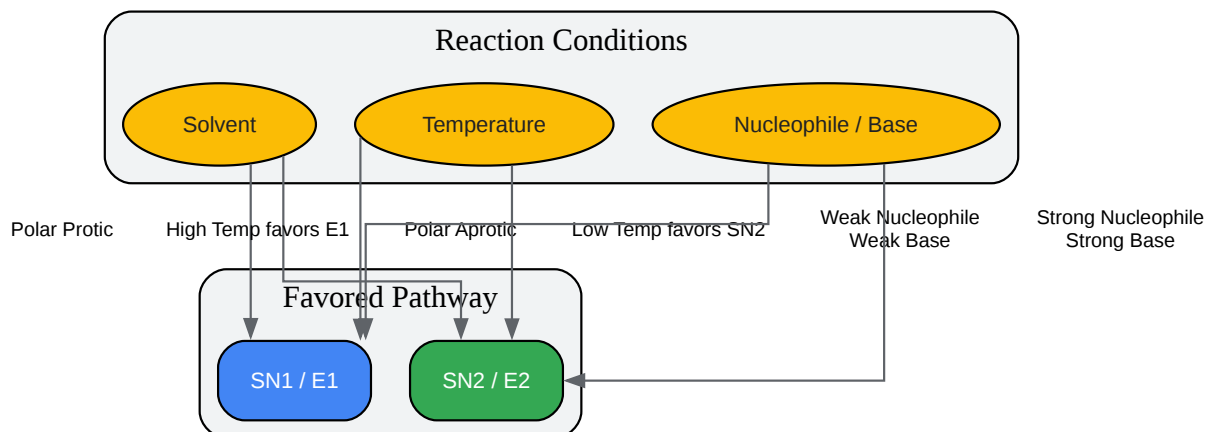 Reaction Conditions
Solvent
Temperature
Nucleophile / Base
Polar Protic
High Temp favors E1
Polar Aprotic
Low Temp favors SN2
Weak Nucleophile
Weak Base
Strong Nucleophile
Strong Base
Favored Pathway
SN1 / E1
SN2 / E2